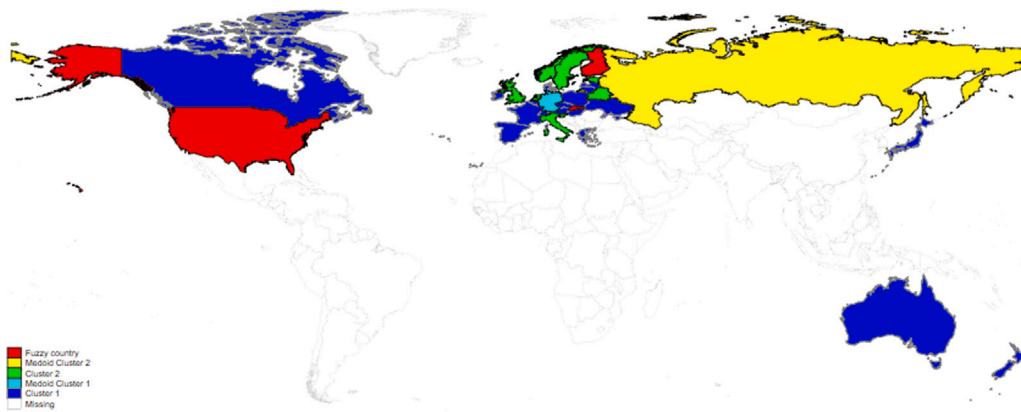 Fuzzy country
Medoid Cluster 2
Cluster 2
Medoid Cluster 1
Cluster 1
Missing